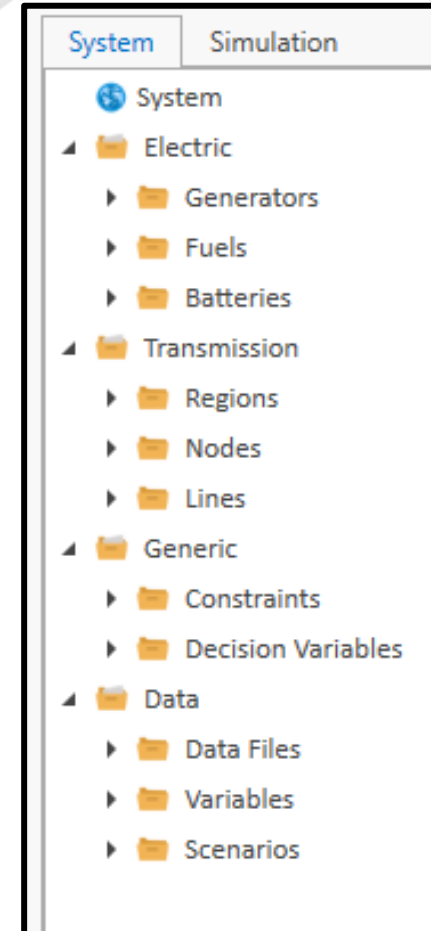 System Simulation
System
Electric
Generators
Fuels
Batteries
Transmission
Regions
Nodes
Lines
Generic
Constraints
Decision Variables
Data
Data Files
Variables
Scenarios